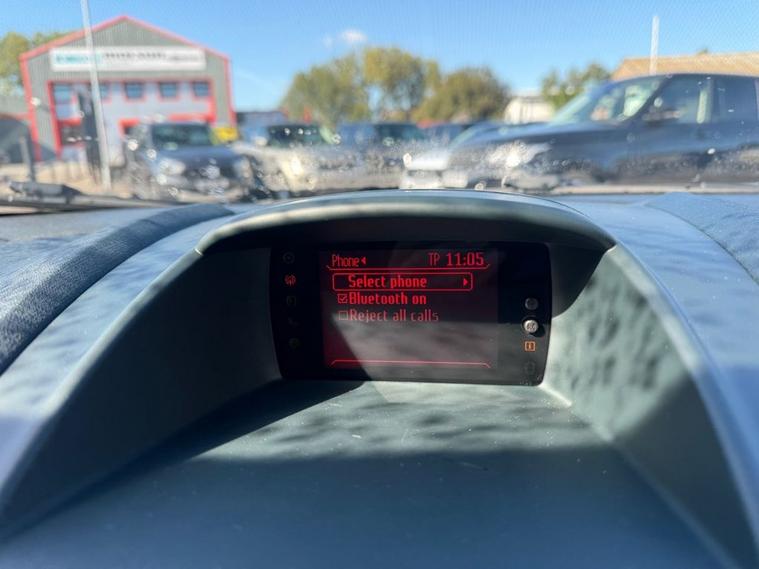 Phone
TP 11:05
Select phone
Bluetooth on
Reject all calls